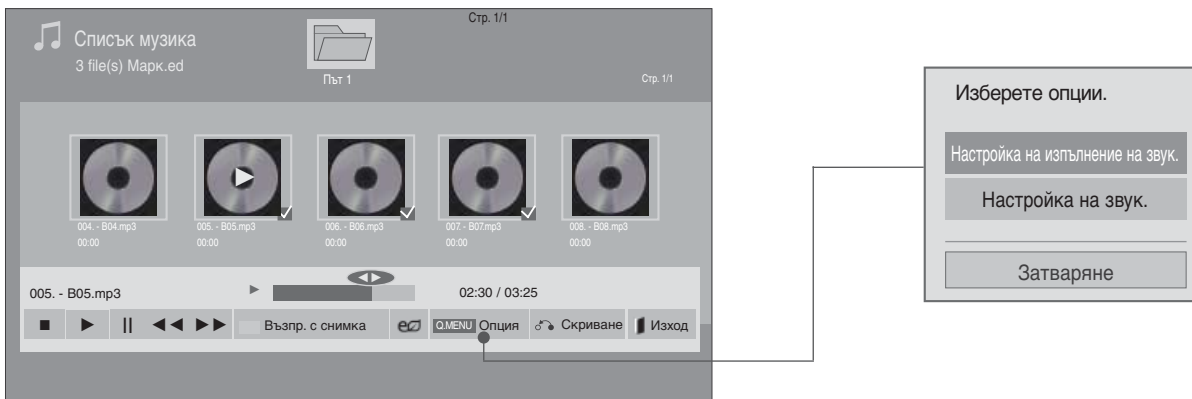 Стр. 1/1
Списък музика
3 file(s) Марк.ed
Път 1
Стр. 1/1
004. - B04.mp3
00:00
005. - B05.mp3
00:00
006. - B06.mp3
00:00
007. - B07.mp3
00:00
008. - B08.mp3
00:00
005. - B05.mp3
02:30 / 03:25
Възпр. с снимка
Q.MENU Опция
Скриване
Изход
Изберете опции.
Настройка на изпълнение на звук.
Настройка на звук.
Затваряне